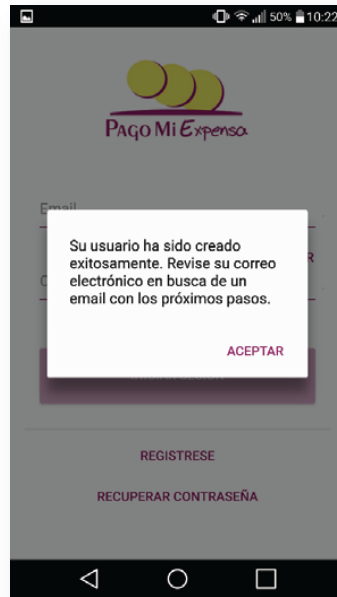 50% 10:22
PAGO MI Expensa
Email
Su usuario ha sido creado
exitosamente. Revise su correo
electrónico en busca de un
email con los próximos pasos.
ACEPTAR
REGISTRESE
RECUPERAR CONTRASEÑA